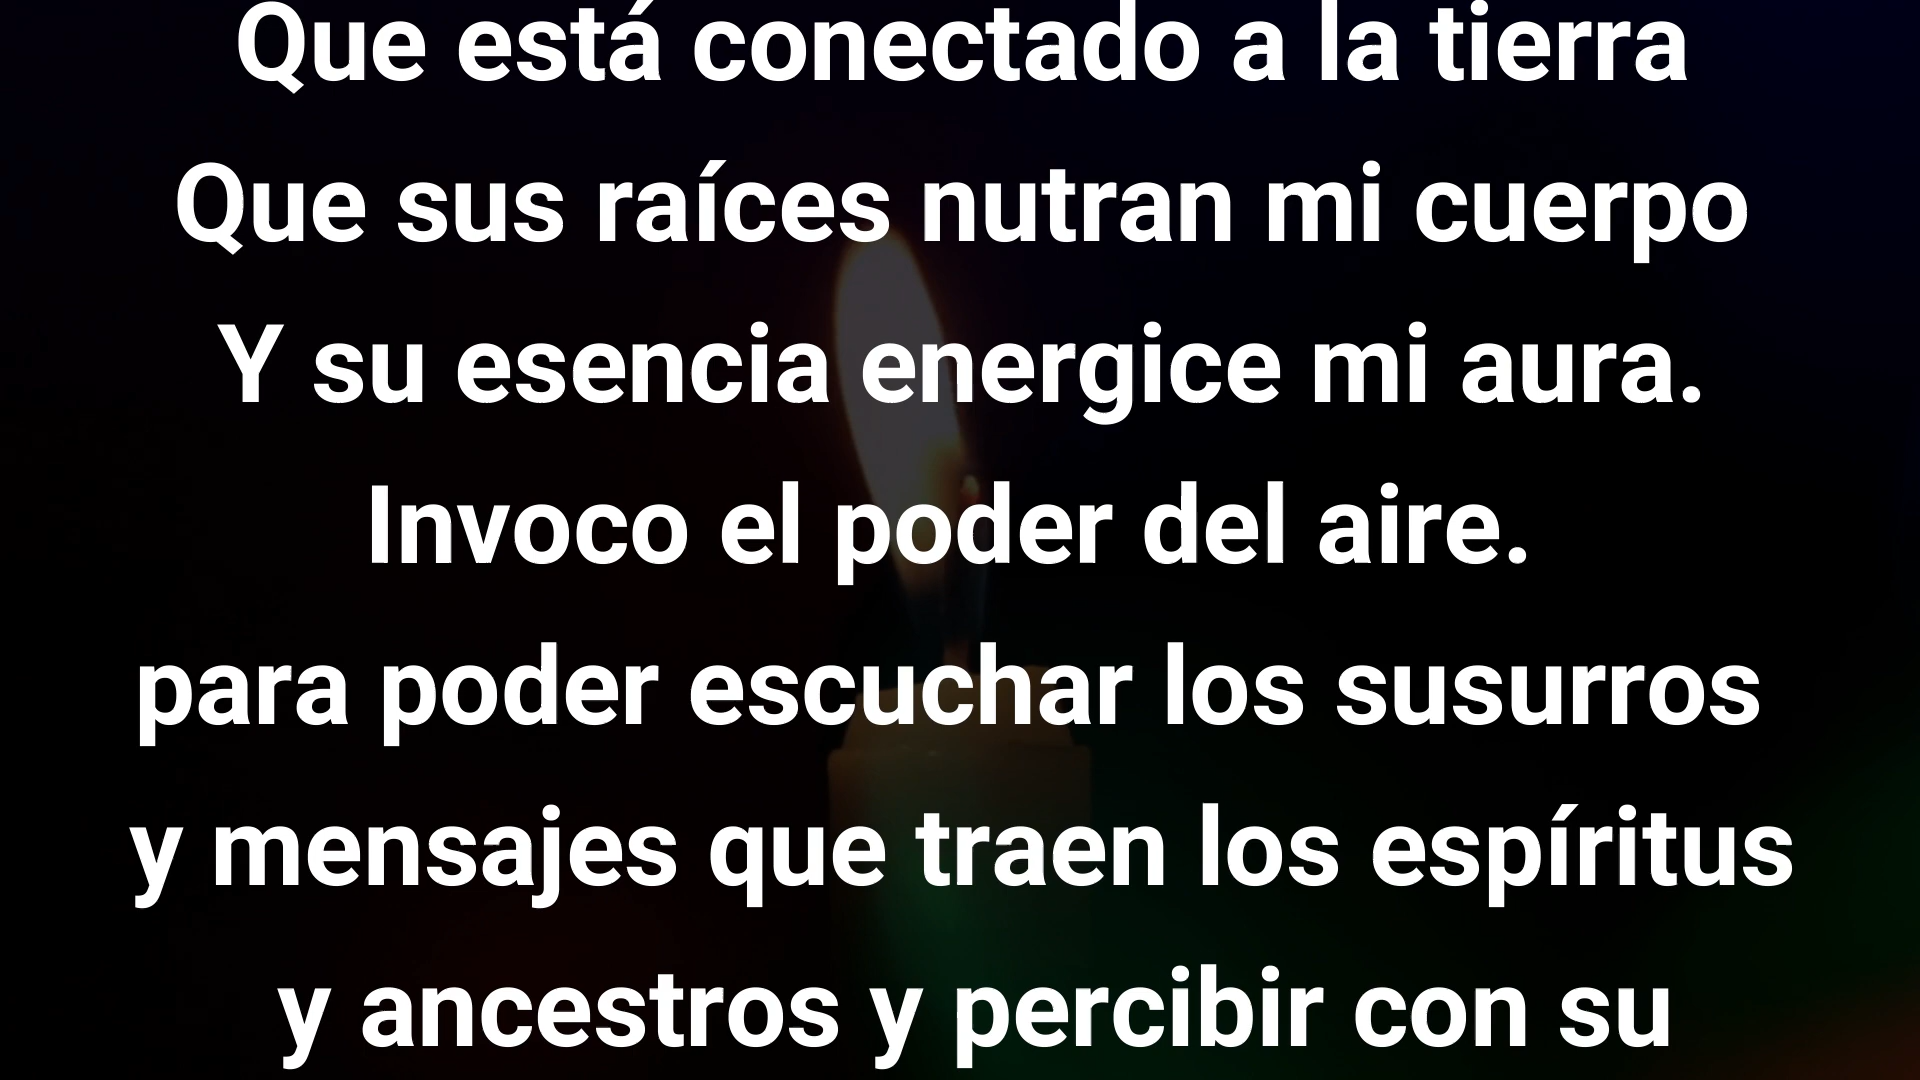 Que está conectado a la tierra
Que sus raíces nutran mi cuerpo
Y su esencia energice mi aura.
Invoco el poder del aire.
para poder escuchar los susurros
y mensajes que traen los espíritus
y ancestros y percibir con su